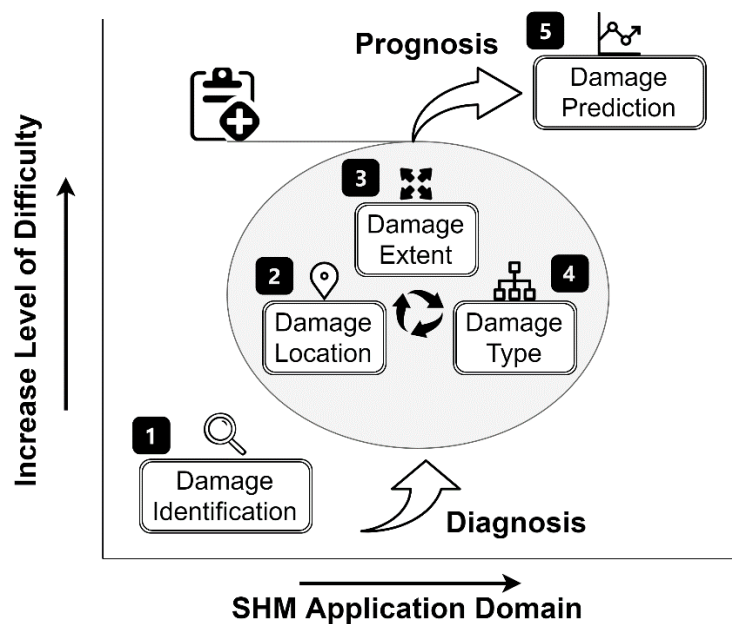 5
Prognosis
Damage
Prediction
3
Damage
Extent
2
4
Damage
Location
Damage
Type
1
Damage
Identification
Diagnosis
Increase Level of Difficulty
SHM Application Domain